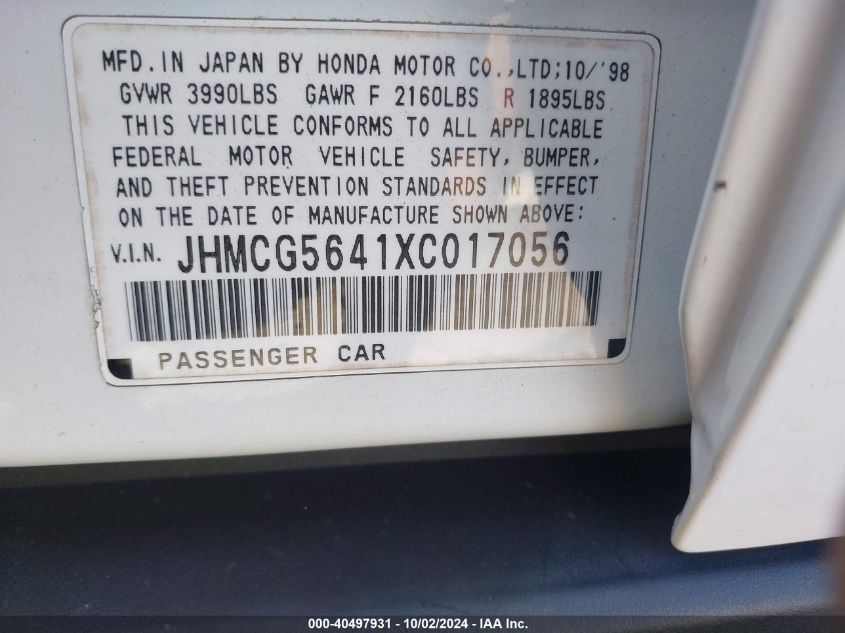 MFD.IN JAPAN BY HONDA MOTOR CO.,LTD;10/'98
GVWR 3990LBS GAWR F 2160LBS R 1895LBS
THIS VEHICLE CONFORMS TO ALL APPLICABLE
FEDERAL MOTOR VEHICLE SAFETY, BUMPER,
AND THEFT PREVENTION STANDARDS IN EFFECT
ON THE DATE OF MANUFACTURE SHOWN ABOVE:
V.I.N. JHMCG5641XC017056
PASSENGER CAR
000-40497931 - 10/02/2024 - IAA Inc.